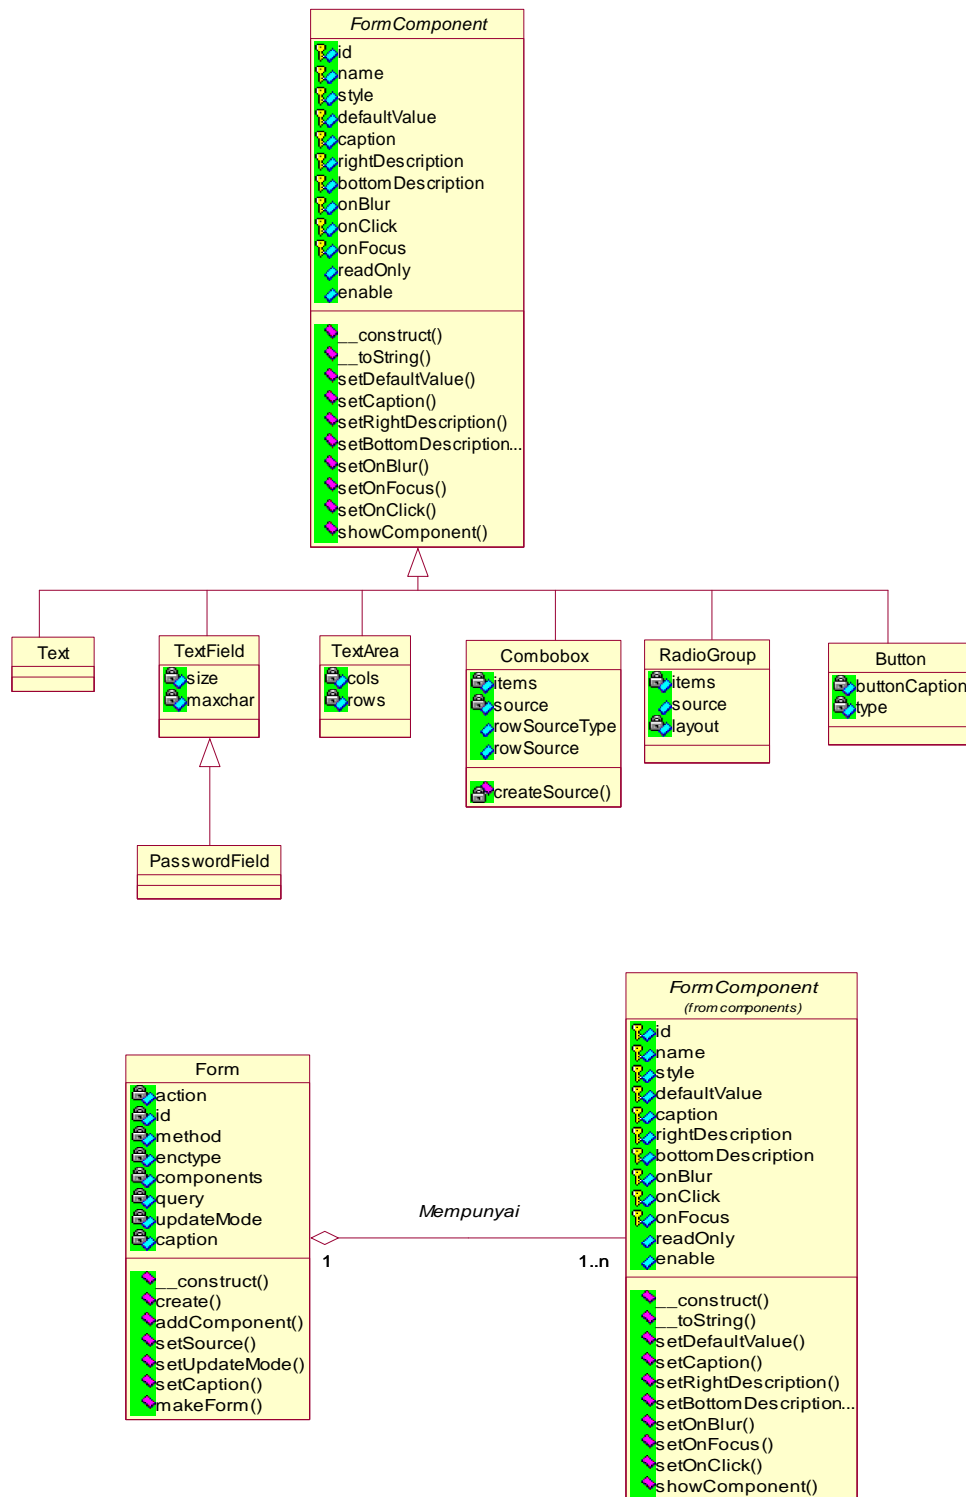 FormComponent
id
name
style
defaultValue
caption
rightDescription
bottomDescription
onBlur
onClick
onFocus
readOnly
enable
__construct()
__toString()
setDefaultValue()
setCaption()
setRightDescription()
setBottomDescription...
setOnBlur()
setOnFocus()
setOnClick()
showComponent()
Text
TextField
size
maxchar
TextArea
cols
rows
Combobox
items
source
rowSourceType
rowSource
createSource()
RadioGroup
items
source
layout
Button
buttonCaption
type
PasswordField
Form
action
id
method
enctype
components
query
updateMode
caption
__construct()
create()
addComponent()
setSource()
setUpdateMode()
setCaption()
makeForm()
Mempunyai
1
1..n
FormComponent
(from components)
id
name
style
defaultValue
caption
rightDescription
bottomDescription
onBlur
onClick
onFocus
readOnly
enable
__construct()
__toString()
setDefaultValue()
setCaption()
setRightDescription()
setBottomDescription...
setOnBlur()
setOnFocus()
setOnClick()
showComponent()